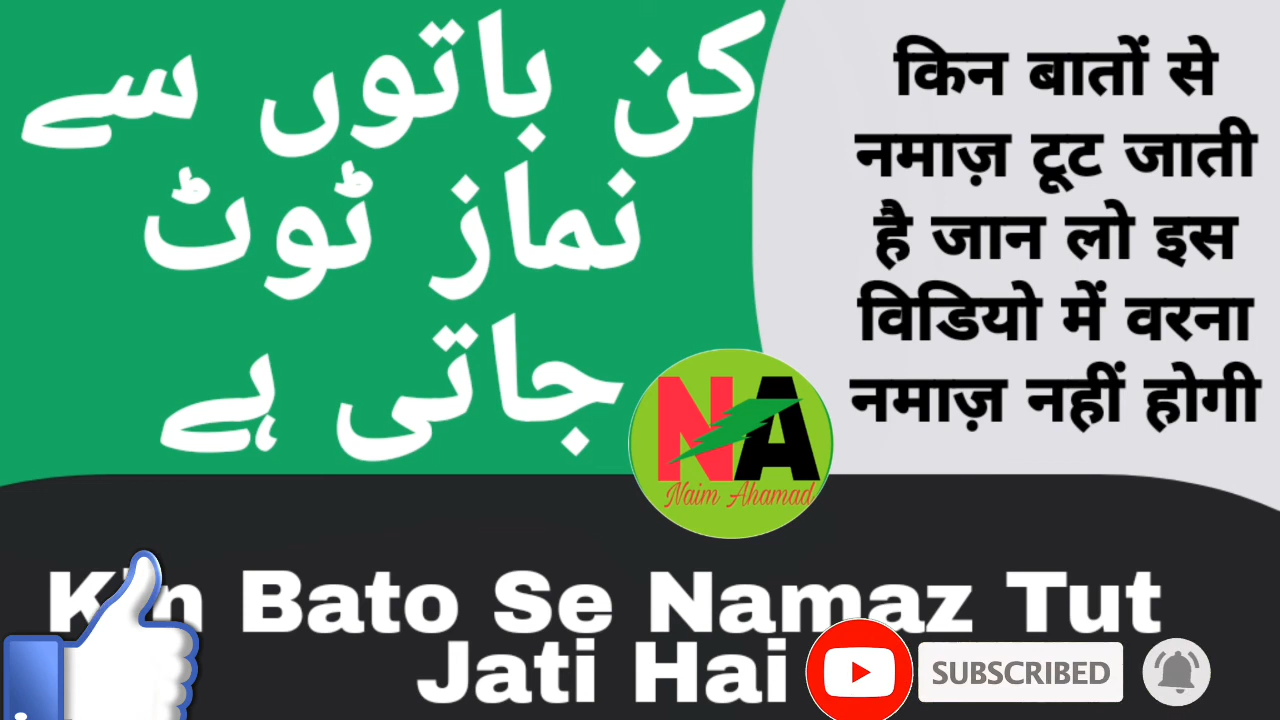 کن باتوں سے
نماز ٹوٹ
جاتی ہے
किन बातों से
नमाज़ टूट जाती
है जान लो इस
विडियो में वरना
नमाज़ नहीं होगी
NA
Naim Ahamad
Kin Bato Se Namaz Tut
Jati Hai
SUBSCRIBED